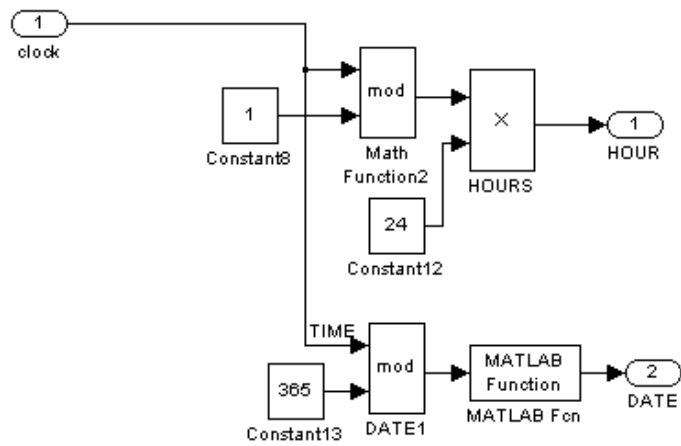 1
clock
1
Constant8
mod
Math
Function2
×
HOURS
1
HOUR
24
Constant12
TIME
365
Constant13
mod
DATE1
MATLAB
Function
MATLAB Fcn
2
DATE